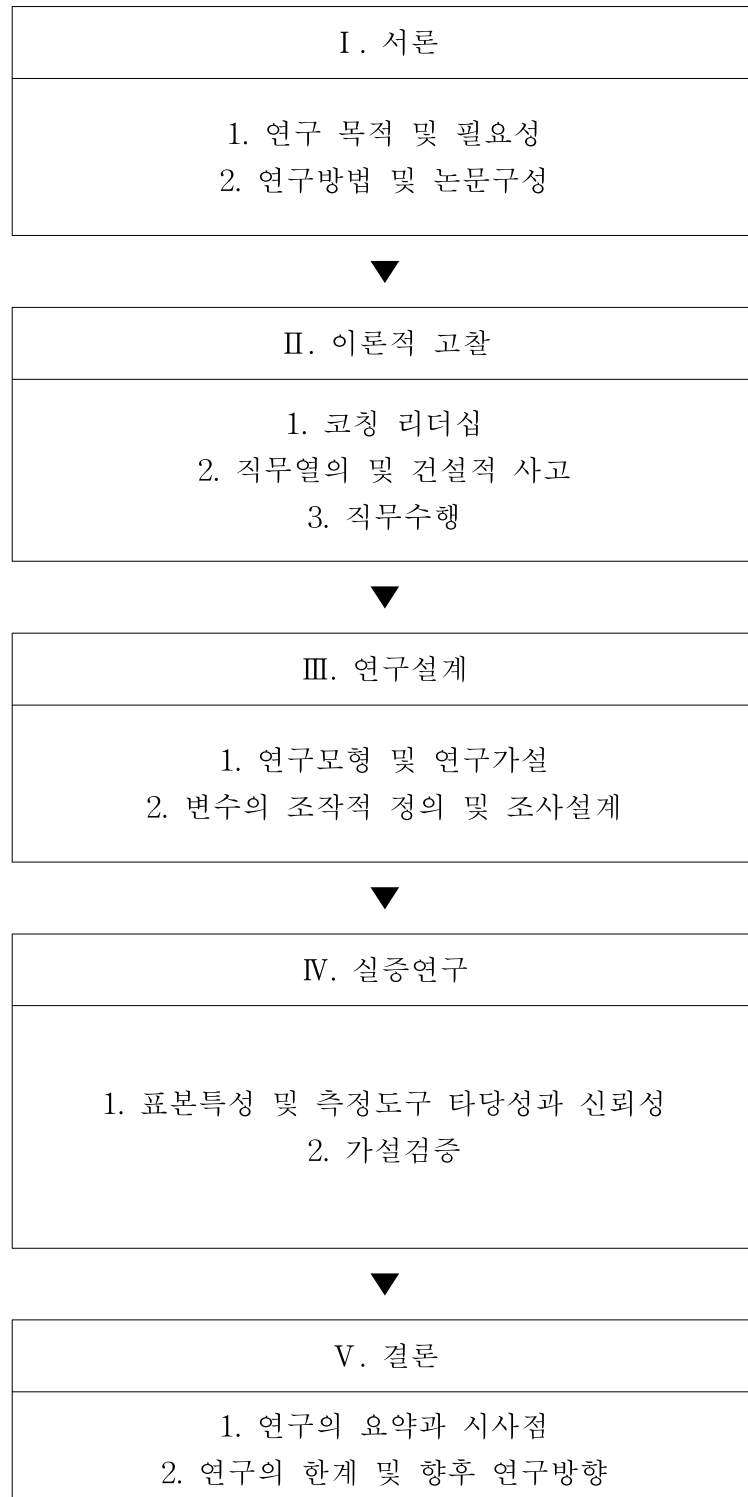 Ⅰ. 서론
1. 연구 목적 및 필요성
2. 연구방법 및 논문구성
▼
Ⅱ. 이론적 고찰
1. 코칭 리더십
2. 직무열의 및 건설적 사고
3. 직무수행
▼
Ⅲ. 연구설계
1. 연구모형 및 연구가설
2. 변수의 조작적 정의 및 조사설계
▼
Ⅳ. 실증연구
1. 표본특성 및 측정도구 타당성과 신뢰성
2. 가설검증
▼
Ⅴ. 결론
1. 연구의 요약과 시사점
2. 연구의 한계 및 향후 연구방향